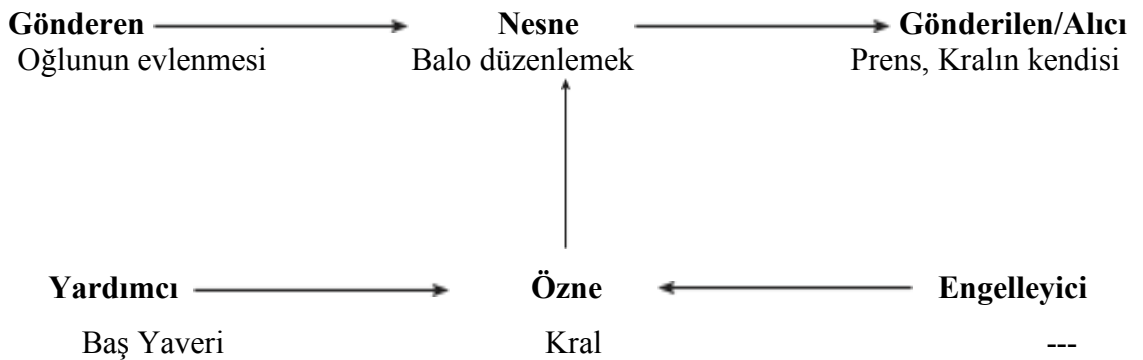 Gönderen Nesne Gönderilen/Alıcı
Oğlunun evlenmesi Balo düzenlemek Prens, Kralın kendisi
Yardımcı Özne Engelleyici
Baş Yaveri Kral ---